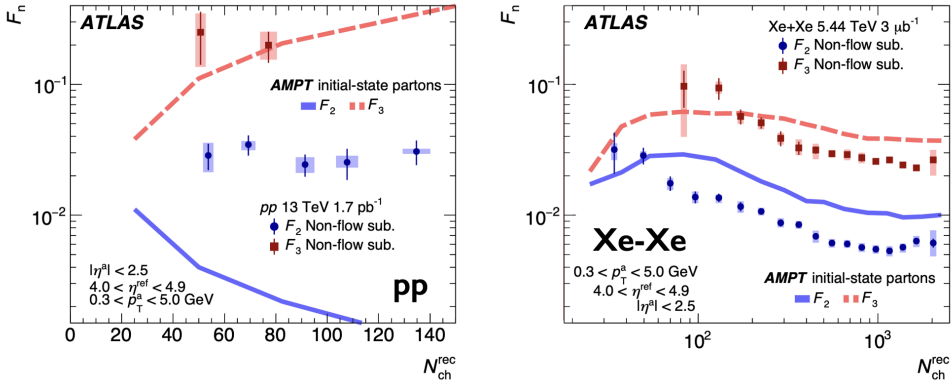 F_n
ATLAS
10^{-1}
10^{-2}
AMPT initial-state partons
F_2 F_3
pp 13 TeV 1.7 pb^{-1}
F_2 Non-flow sub.
F_3 Non-flow sub.
|η^a| < 2.5
4.0 < η^{ref} < 4.9
0.3 < p_T^a < 5.0 GeV
pp
0 20 40 60 80 100 120 140
N_{ch}^{rec}
F_n
ATLAS
Xe+Xe 5.44 TeV 3 μb^{-1}
F_2 Non-flow sub.
F_3 Non-flow sub.
10^{-1}
10^{-2}
Xe-Xe
0.3 < p_T^a < 5.0 GeV
4.0 < η^{ref} < 4.9
|η^a| < 2.5
AMPT initial-state partons
F_2 F_3
10^2 10^3
N_{ch}^{rec}